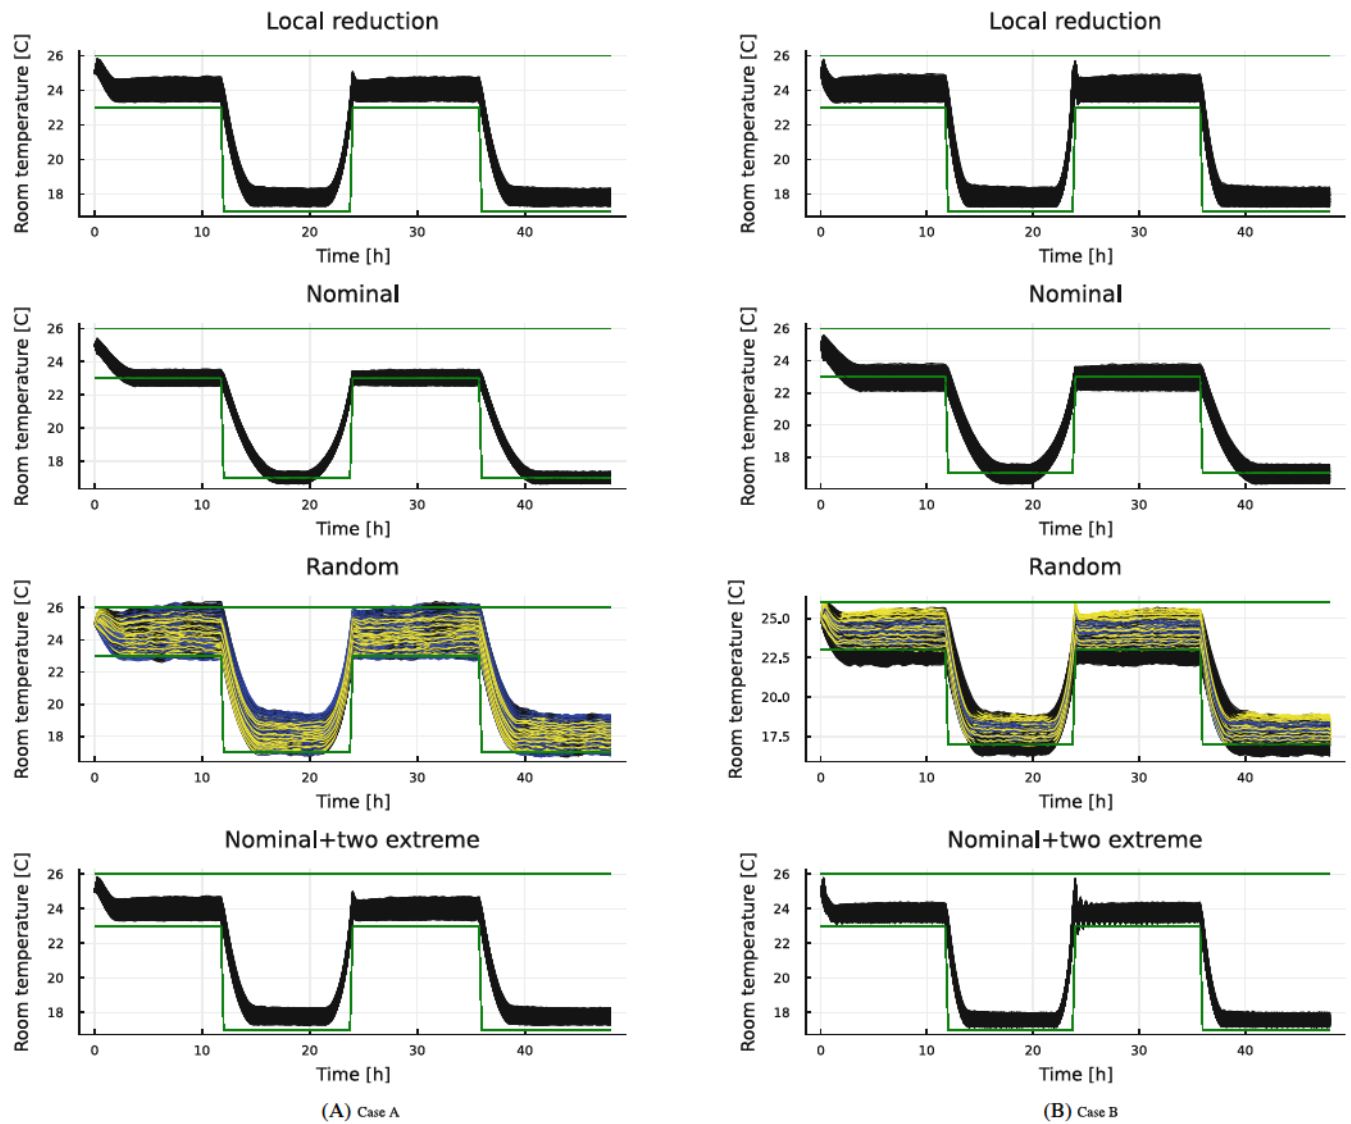 Local reduction
Room temperature [C]
26
24
22
20
18
0 10 20 30 40
Time [h]
Nominal
Room temperature [C]
26
24
22
20
18
0 10 20 30 40
Time [h]
Random
Room temperature [C]
26
24
22
20
18
0 10 20 30 40
Time [h]
Nominal+two extreme
Room temperature [C]
26
24
22
20
18
0 10 20 30 40
Time [h]
(A) Case A
Local reduction
Room temperature [C]
26
24
22
20
18
0 10 20 30 40
Time [h]
Nominal
Room temperature [C]
26
24
22
20
18
0 10 20 30 40
Time [h]
Random
Room temperature [C]
25.0
22.5
20.0
17.5
0 10 20 30 40
Time [h]
Nominal+two extreme
Room temperature [C]
26
24
22
20
18
0 10 20 30 40
Time [h]
(B) Case B